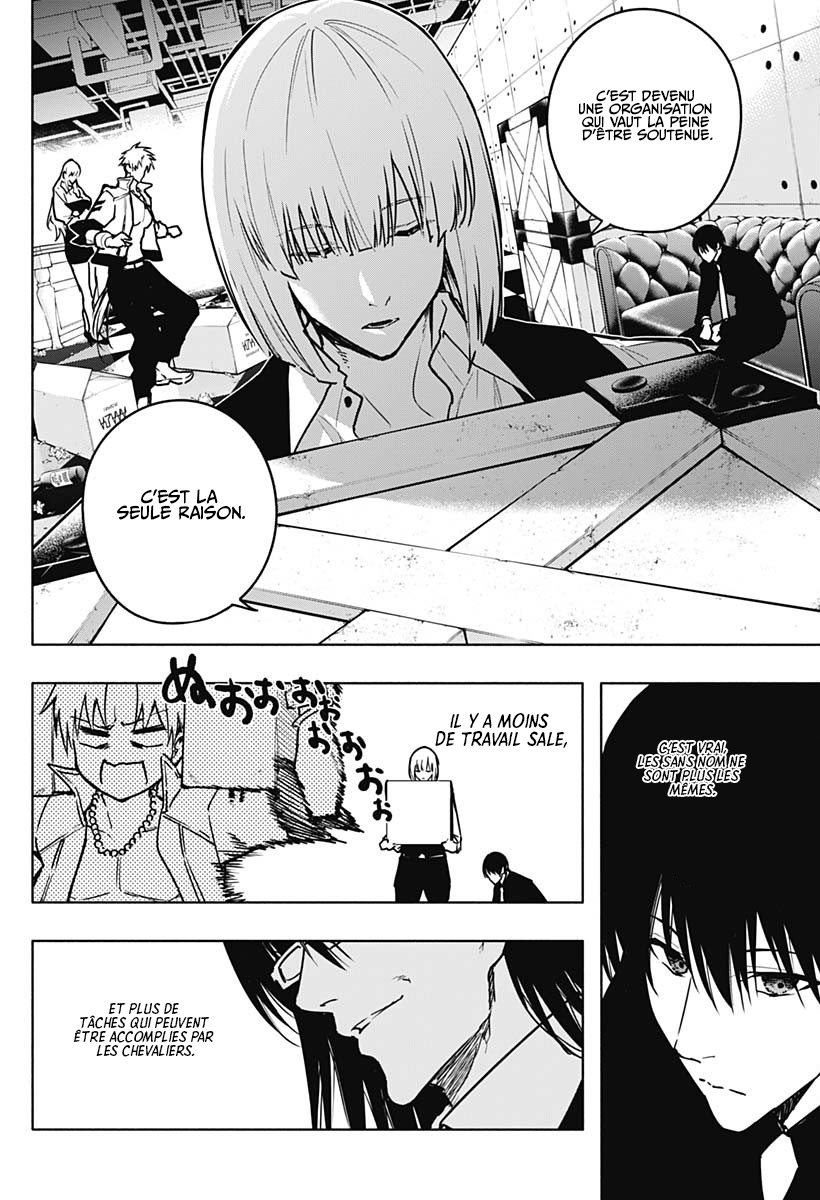 C'EST DEVENU
UNE ORGANISATION
QUI VAUT LA PEINE
D'ÊTRE SOUTENUE.
C'EST LA
SEULE RAISON.
C'EST VRAI,
LES SANS NOM NE
SONT PLUS LES
MÊMES.
IL Y A MOINS
DE TRAVAIL SALE,
ぬぉおおおおおおお
ET PLUS DE
TÂCHES QUI PEUVENT
ÊTRE ACCOMPLIES PAR
LES CHEVALIERS.